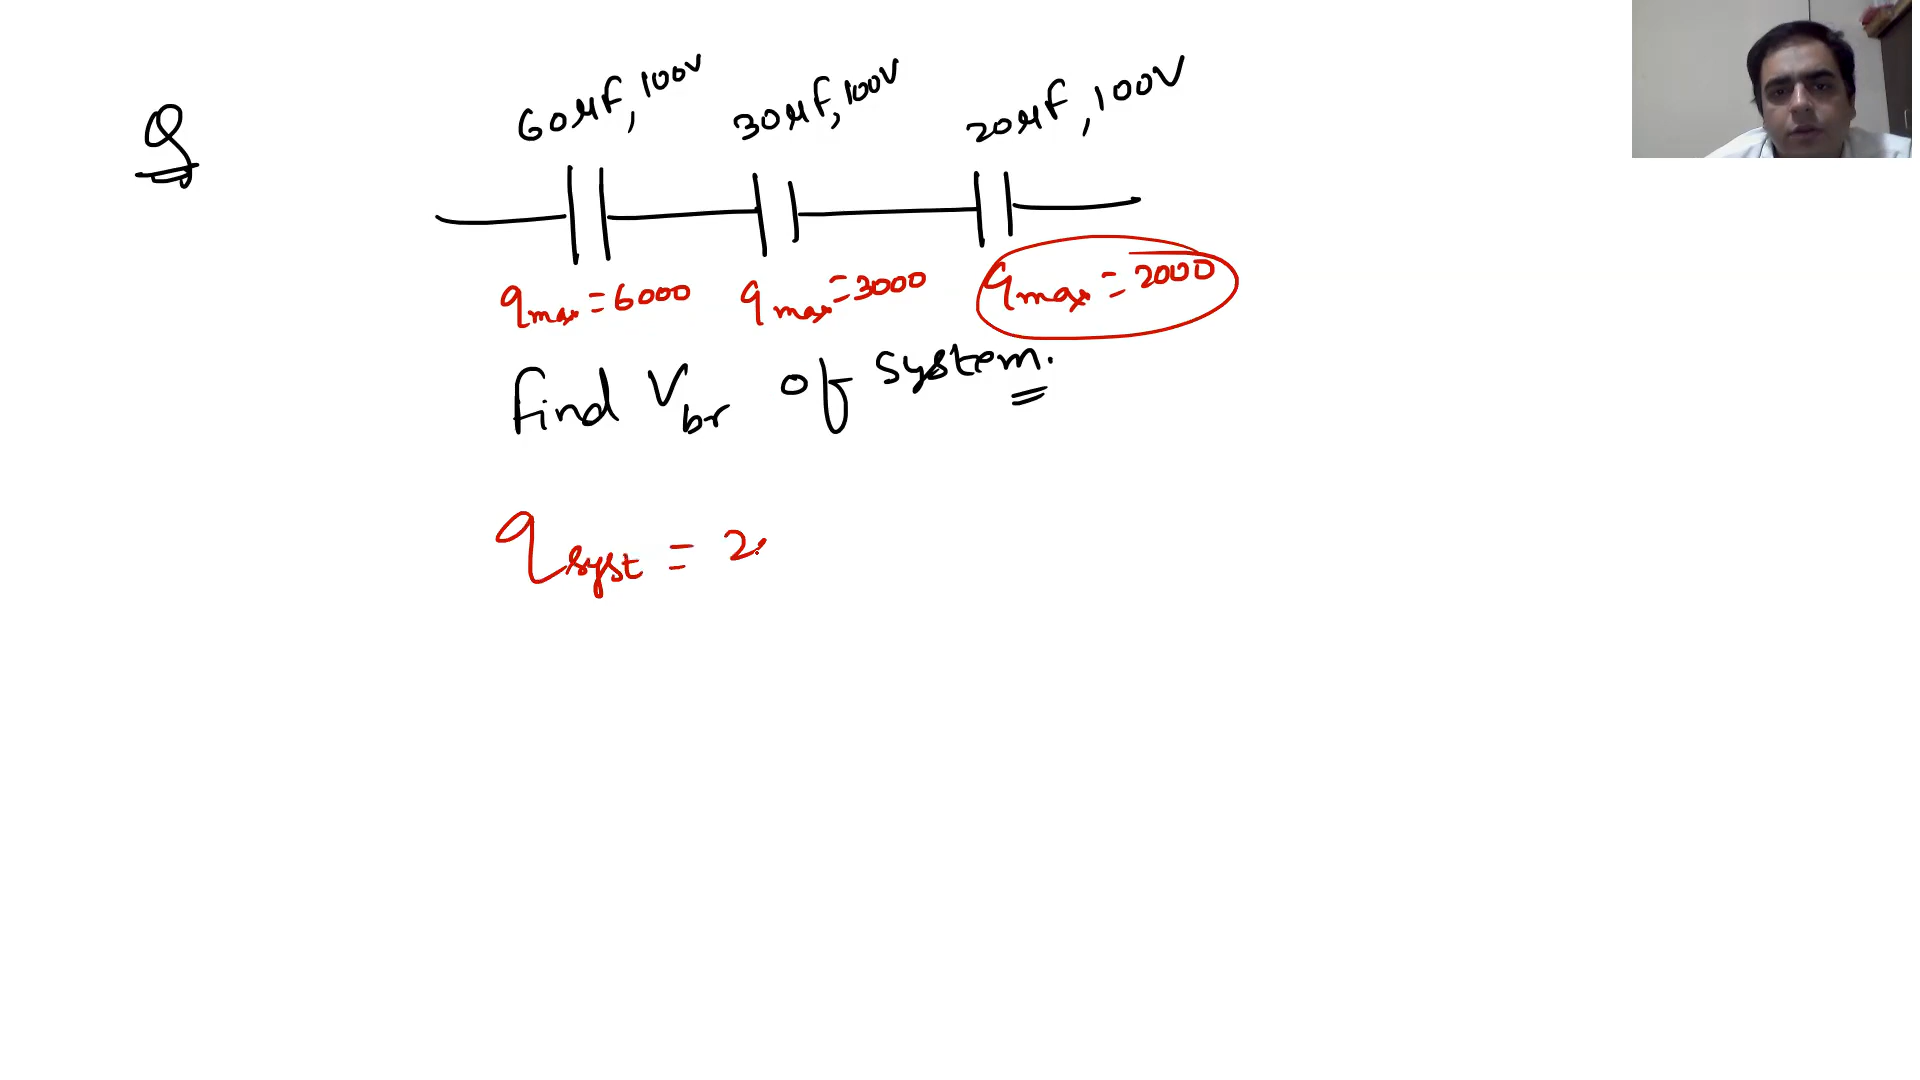 Q
60μF, 100V 30μF, 100V 20μF, 100V
qmax = 6000 qmax = 3000 qmax = 2000
find Vbr of system.
qsyst = 2